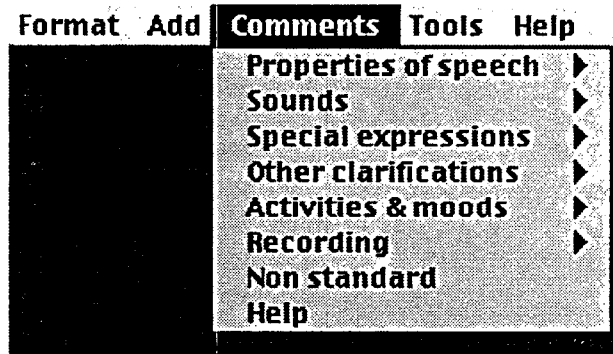 Format Add Comments Tools Help
Properties of speech
Sounds
Special expressions
Other clarifications
Activities & moods
Recording
Non standard
Help